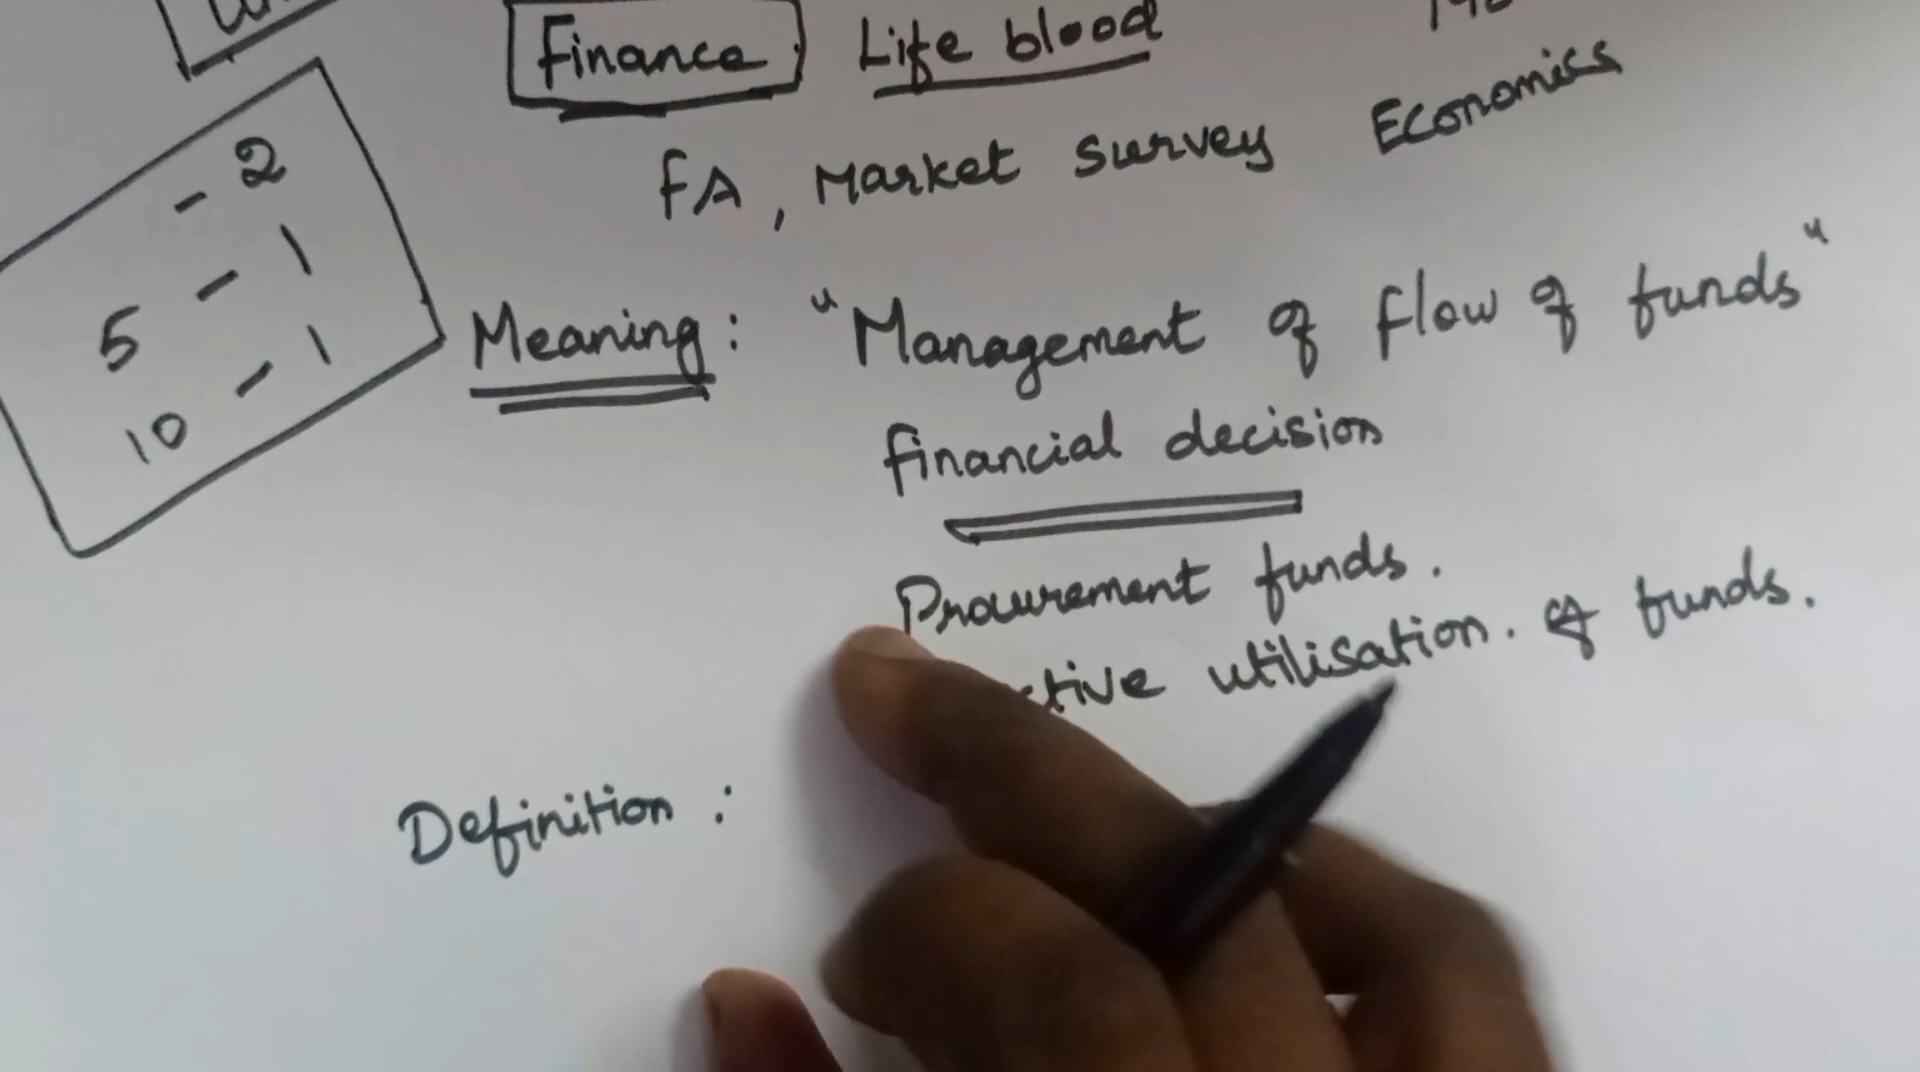 Finance Life blood
FA, Market survey Economics
- 2
5 - 1
10 - 1
Meaning: "Management of flow of funds"
financial decision
Procurement funds.
utilisation. of funds.
Definition :